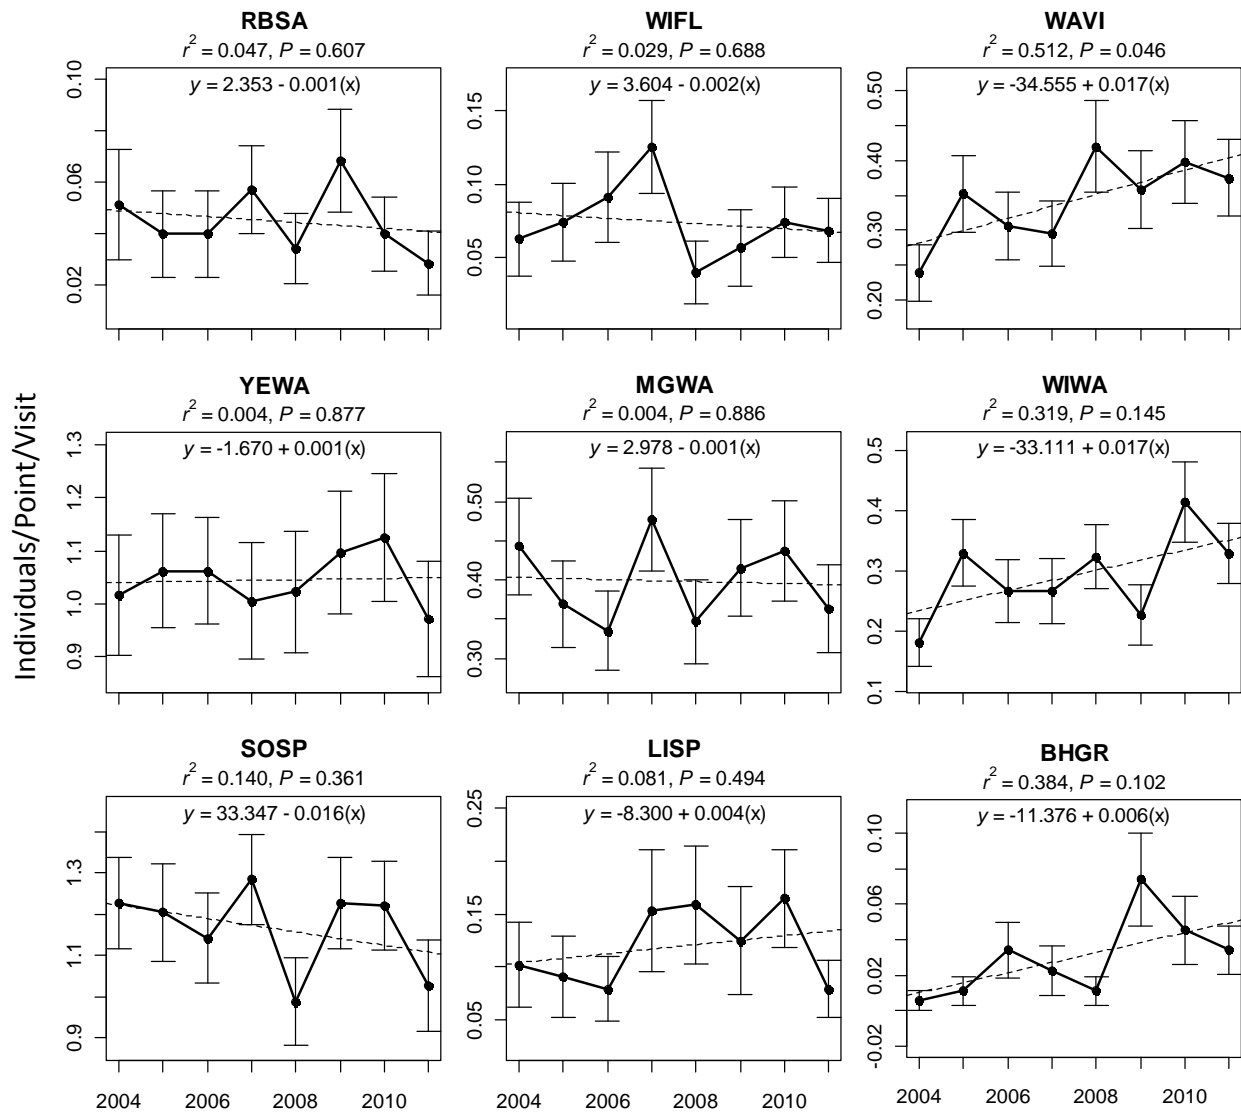 Individuals/Point/Visit
RBSA
r² = 0.047, P = 0.607
y = 2.353 - 0.001(x)
0.10
0.06
0.02
WIFL
r² = 0.029, P = 0.688
y = 3.604 - 0.002(x)
0.15
0.10
0.05
WAVI
r² = 0.512, P = 0.046
y = -34.555 + 0.017(x)
0.50
0.40
0.30
0.20
YEWA
r² = 0.004, P = 0.877
y = -1.670 + 0.001(x)
1.3
1.2
1.1
1.0
0.9
MGWA
r² = 0.004, P = 0.886
y = 2.978 - 0.001(x)
0.50
0.40
0.30
WIWA
r² = 0.319, P = 0.145
y = -33.111 + 0.017(x)
0.5
0.4
0.3
0.2
0.1
SOSP
r² = 0.140, P = 0.361
y = 33.347 - 0.016(x)
1.3
1.1
0.9
2004 2006 2008 2010
LISP
r² = 0.081, P = 0.494
y = -8.300 + 0.004(x)
0.25
0.15
0.05
2004 2006 2008 2010
BHGR
r² = 0.384, P = 0.102
y = -11.376 + 0.006(x)
0.10
0.06
0.02
-0.02
2004 2006 2008 2010